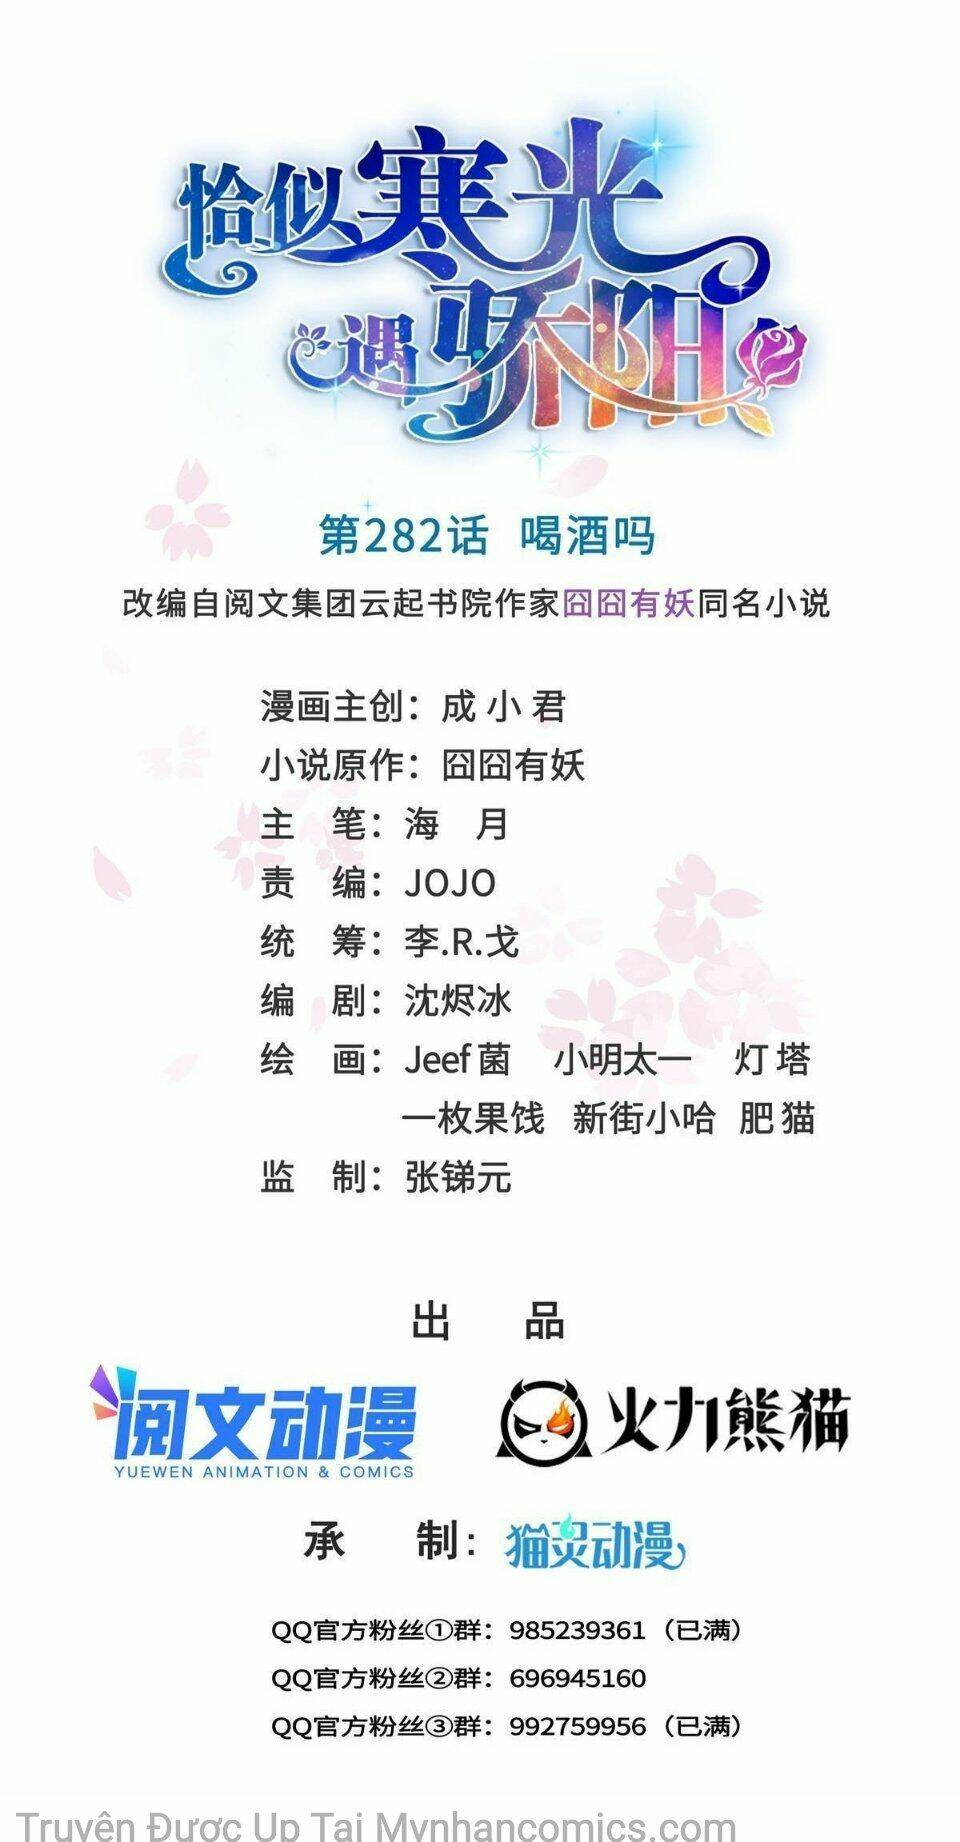 恰似寒光
遇骄阳
第282话 喝酒吗
改编自阅文集团云起书院作家囧囧有妖同名小说
漫画主创：成小君
小说原作：囧囧有妖
主 笔：海 月
责 编：JOJO
统 筹：李.R.戈
编 剧：沈烬冰
绘 画：Jeef菌 小明太一 灯塔
一枚果饯 新街小哈 肥猫
监 制：张锑元
出 品
阅文动漫 火力熊猫
YUEWEN ANIMATION & COMICS
承 制：猫灵动漫
QQ官方粉丝①群：985239361（已满）
QQ官方粉丝②群：696945160
QQ官方粉丝③群：992759956（已满）
Truyện Được Up Tại Mynhancomics.com